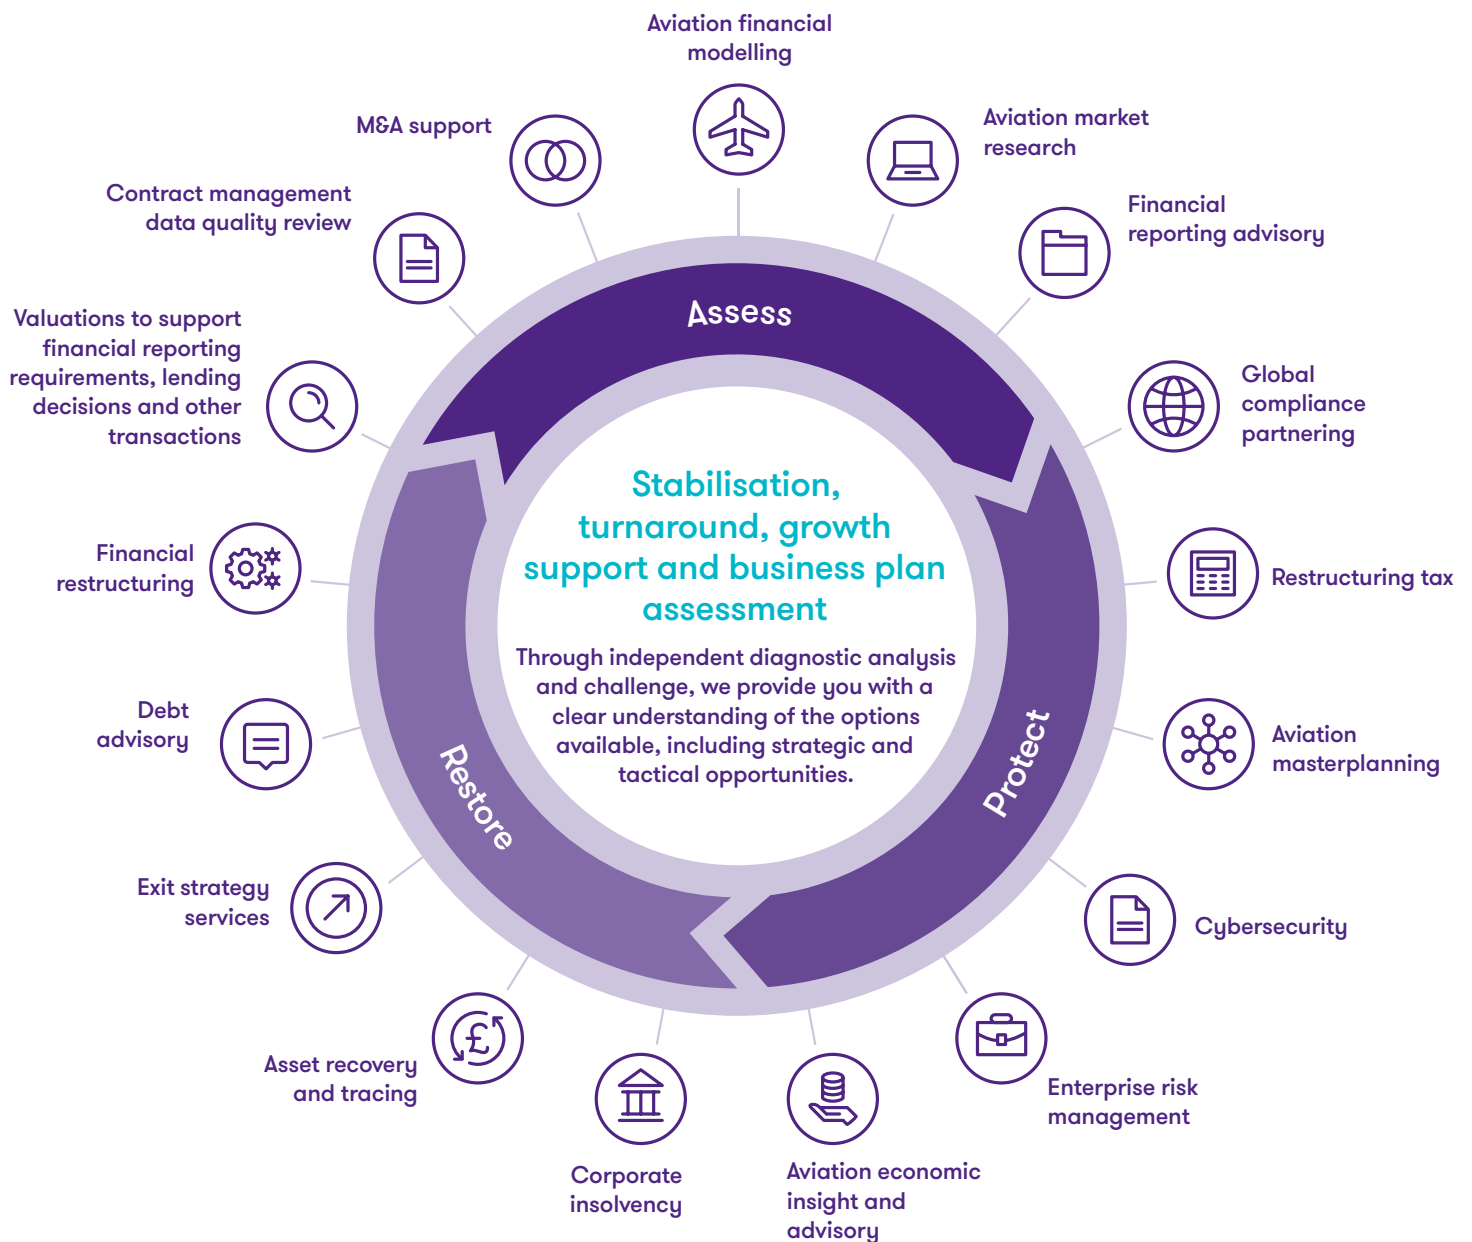 Aviation financial
modelling
Aviation market
research
Financial
reporting advisory
Global
compliance
partnering
Restructuring tax
Aviation
masterplanning
Cybersecurity
Enterprise risk
management
Aviation economic
insight and
advisory
Corporate
insolvency
Asset recovery
and tracing
Exit strategy
services
Debt
advisory
Financial
restructuring
Valuations to support
financial reporting
requirements, lending
decisions and other
transactions
Contract management
data quality review
M&A support
Assess
Protect
Restore
Stabilisation,
turnaround, growth
support and business plan
assessment
Through independent diagnostic analysis
and challenge, we provide you with a
clear understanding of the options
available, including strategic and
tactical opportunities.
£